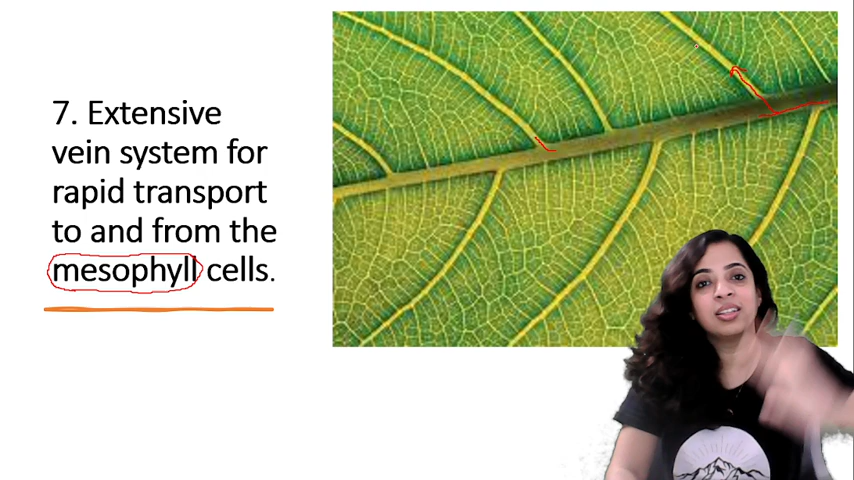 7. Extensive
vein system for
rapid transport
to and from the
mesophyll cells.